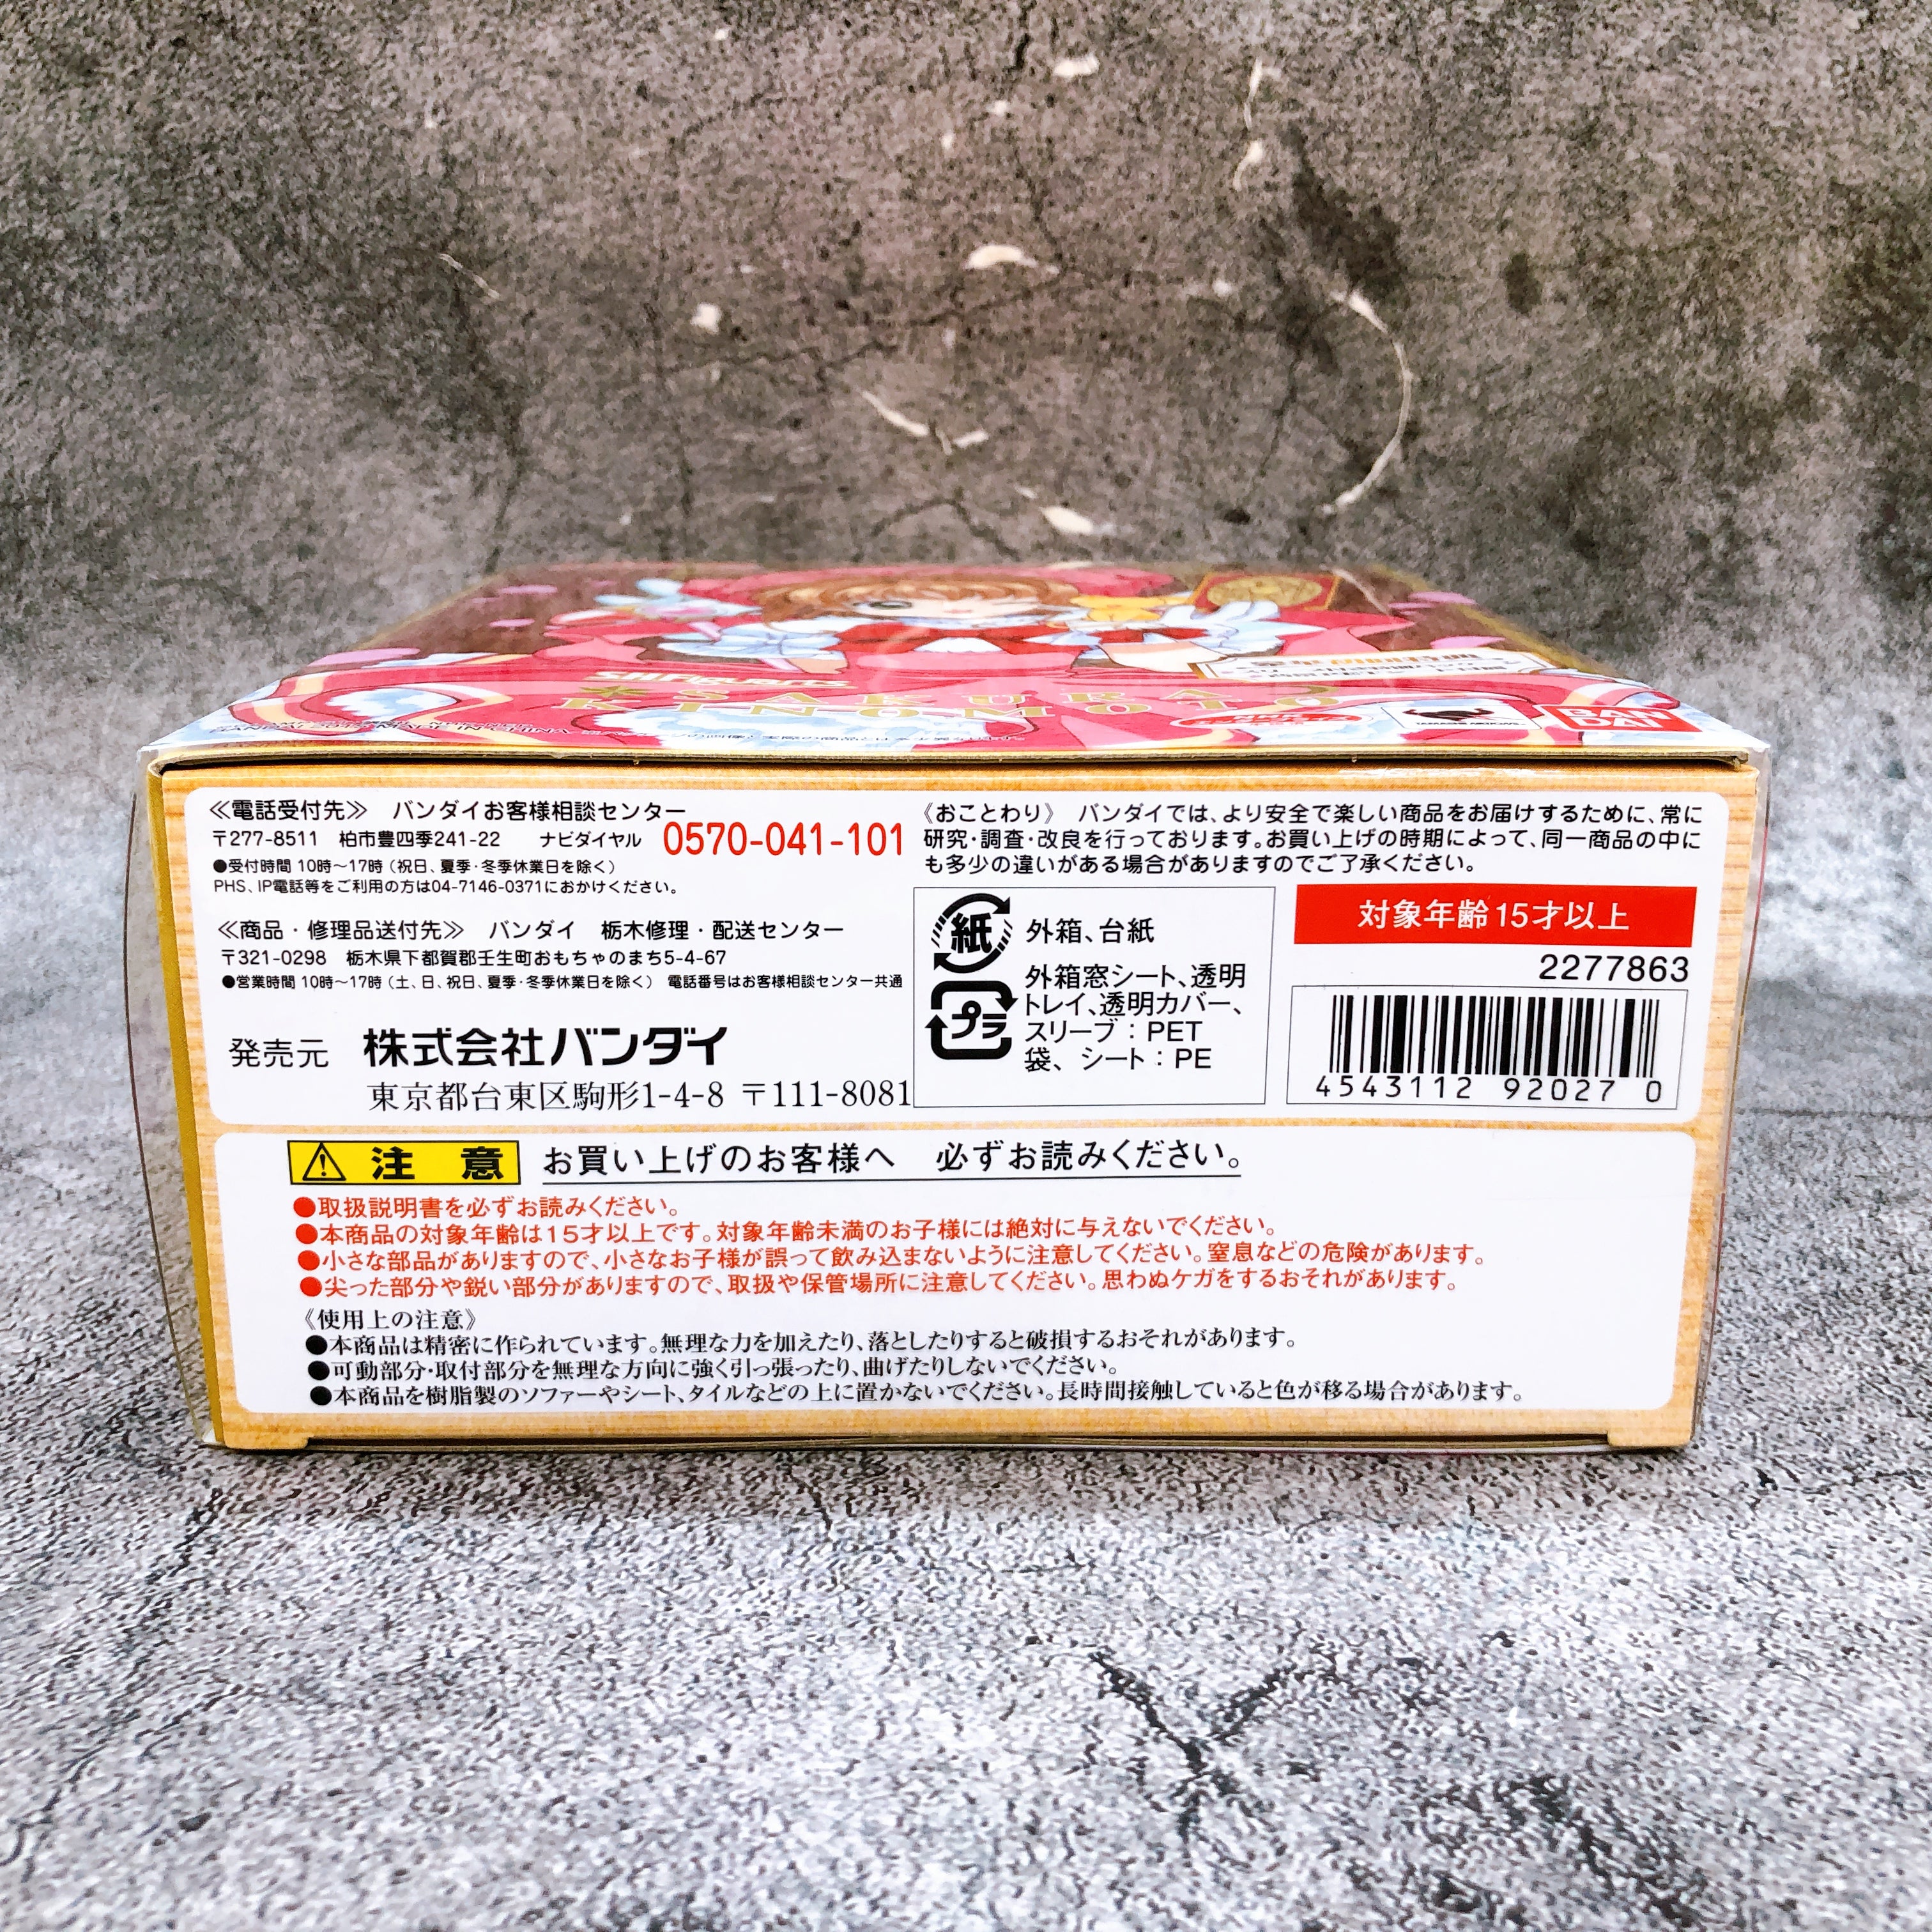 S.H.Figuarts
SAKURA
KINOMOTO
BAN
DAI
≪電話受付先≫ バンダイお客様相談センター
〒277-8511 柏市豊四季241-22 ナビダイヤル 0570-041-101
●受付時間 10時〜17時（祝日、夏季・冬季休業日を除く）
PHS、IP電話等をご利用の方は04-7146-0371におかけください。
≪商品・修理品送付先≫ バンダイ 栃木修理・配送センター
〒321-0298 栃木県下都賀郡壬生町おもちゃのまち5-4-67
●営業時間 10時〜17時（土、日、祝日、夏季・冬季休業日を除く） 電話番号はお客様相談センター共通
発売元 株式会社バンダイ
東京都台東区駒形1-4-8 〒111-8081
《おことわり》 バンダイでは、より安全で楽しい商品をお届けするために、常に
研究・調査・改良を行っております。お買い上げの時期によって、同一商品の中に
も多少の違いがある場合がありますのでご了承ください。
紙 外箱、台紙
プラ 外箱窓シート、透明
トレイ、透明カバー、
スリーブ：PET
袋、シート：PE
対象年齢15才以上
2277863
4543112 92027 0
注 意 お買い上げのお客様へ 必ずお読みください。
●取扱説明書を必ずお読みください。
●本商品の対象年齢は15才以上です。対象年齢未満のお子様には絶対に与えないでください。
●小さな部品がありますので、小さなお子様が誤って飲み込まないように注意してください。窒息などの危険があります。
●尖った部分や鋭い部分がありますので、取扱や保管場所に注意してください。思わぬケガをするおそれがあります。
《使用上の注意》
●本商品は精密に作られています。無理な力を加えたり、落としたりすると破損するおそれがあります。
●可動部分・取付部分を無理な方向に強く引っ張ったり、曲げたりしないでください。
●本商品を樹脂製のソファーやシート、タイルなどの上に置かないでください。長時間接触していると色が移る場合があります。